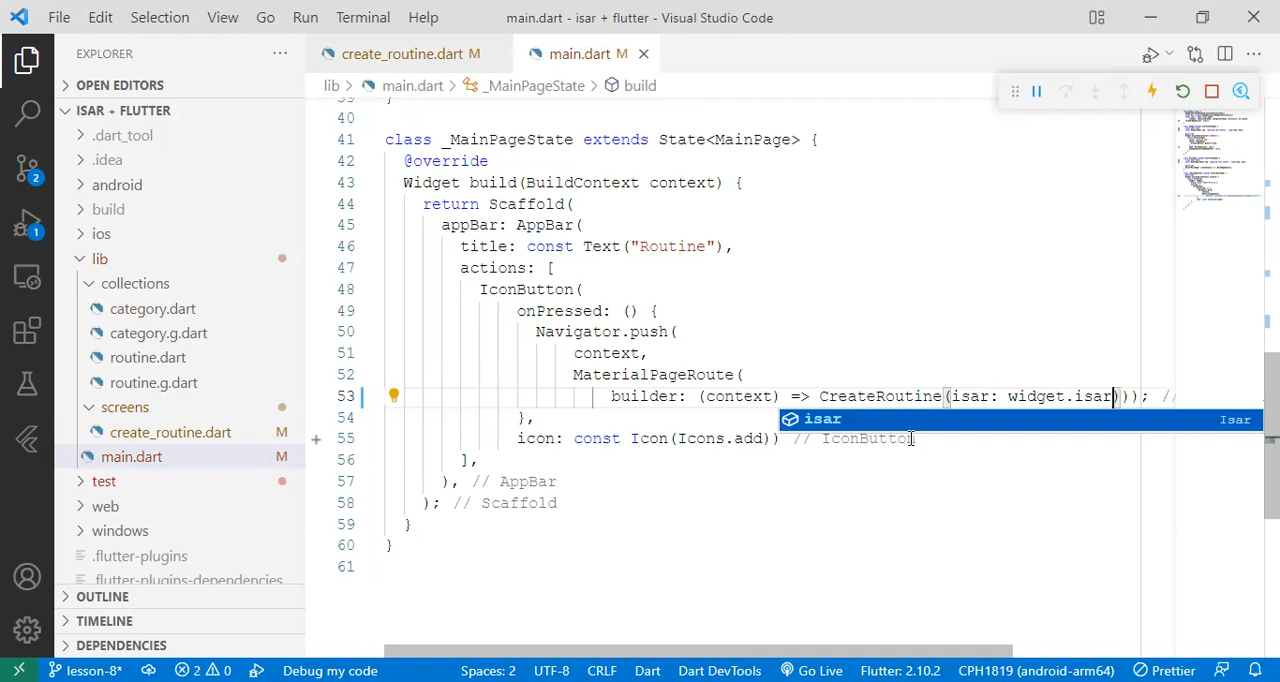 File Edit Selection View Go Run Terminal Help main.dart - isar + flutter - Visual Studio Code
EXPLORER
OPEN EDITORS
ISAR + FLUTTER
.dart_tool
.idea
android
build
ios
lib
collections
category.dart
category.g.dart
routine.dart
routine.g.dart
screens
create_routine.dart M
main.dart M
test
web
windows
.flutter-plugins
.flutter-plugins-dependencies
OUTLINE
TIMELINE
DEPENDENCIES
2
1
create_routine.dart M main.dart M
lib > main.dart > _MainPageState > build
39 }
40
41 class _MainPageState extends State<MainPage> {
42 @override
43 Widget build(BuildContext context) {
44 return Scaffold(
45 appBar: AppBar(
46 title: const Text("Routine"),
47 actions: [
48 IconButton(
49 onPressed: () {
50 Navigator.push(
51 context,
52 MaterialPageRoute(
53 builder: (context) => CreateRoutine(isar: widget.isar))); //
isar Isar
54 },
55 icon: const Icon(Icons.add)) // IconButton
56 ],
57 ), // AppBar
58 ); // Scaffold
59 }
60 }
61
lesson-8* 2 0 Debug my code Spaces: 2 UTF-8 CRLF Dart Dart DevTools Go Live Flutter: 2.10.2 CPH1819 (android-arm64) Prettier